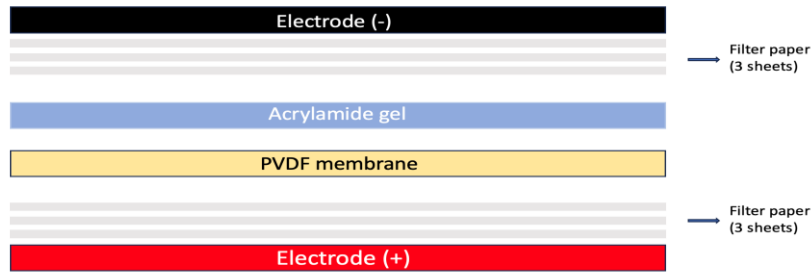 Electrode (-)
Filter paper
(3 sheets)
Acrylamide gel
PVDF membrane
Filter paper
(3 sheets)
Electrode (+)